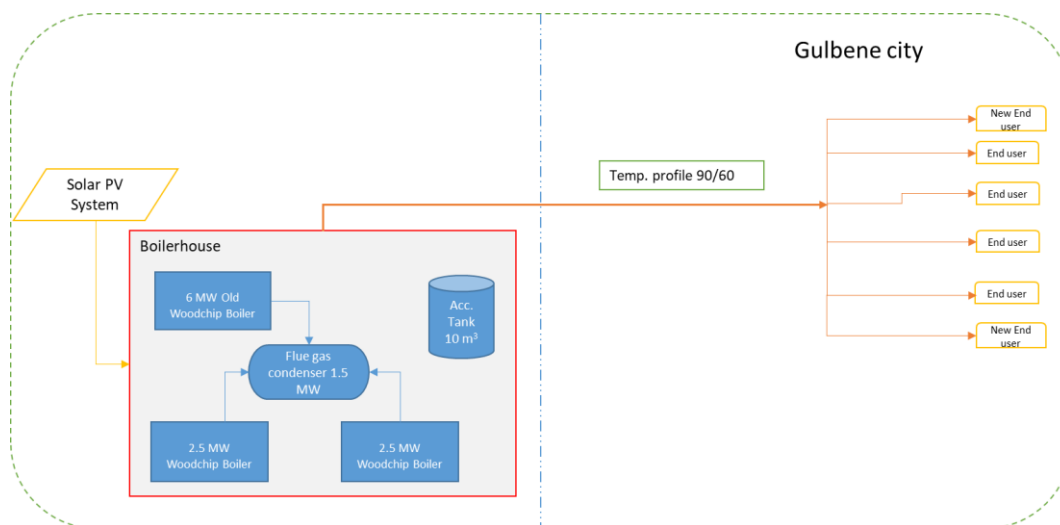 Gulbene city
New End
user
End user
End user
End user
End user
New End
user
Temp. profile 90/60
Solar PV
System
Boilerhouse
6 MW Old
Woodchip Boiler
Acc.
Tank
10 m³
Flue gas
condenser 1.5
MW
2.5 MW
Woodchip Boiler
2.5 MW
Woodchip Boiler